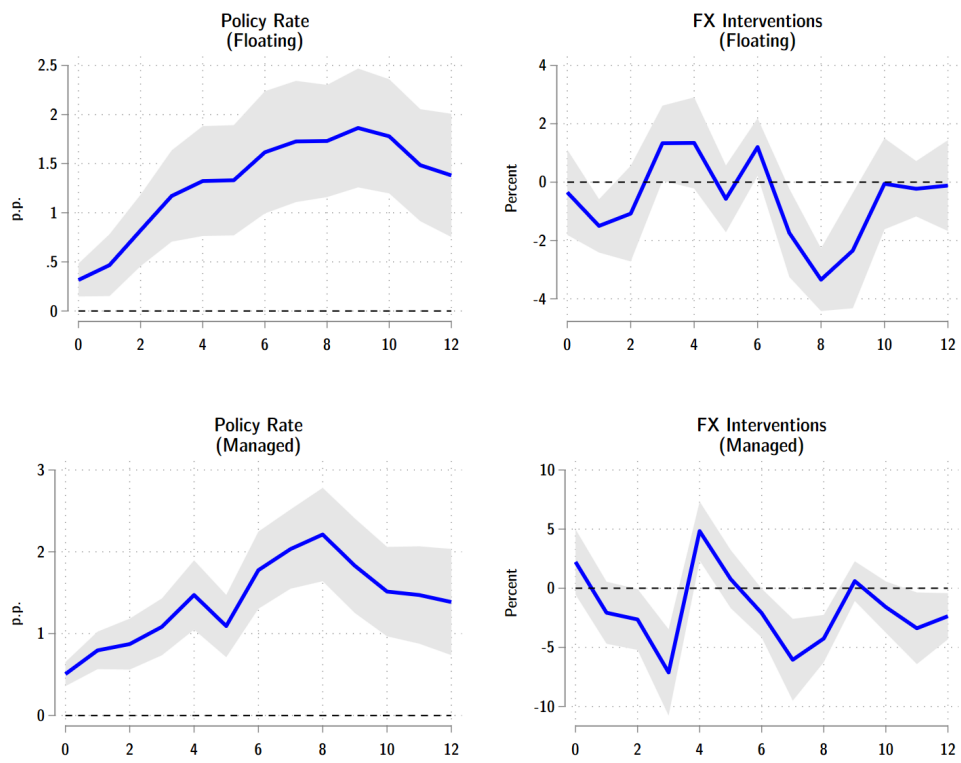 Policy Rate
(Floating)
p.p.
2.5
2
1.5
1
.5
0
0 2 4 6 8 10 12
FX Interventions
(Floating)
Percent
4
2
0
-2
-4
0 2 4 6 8 10 12
Policy Rate
(Managed)
p.p.
3
2
1
0
0 2 4 6 8 10 12
FX Interventions
(Managed)
Percent
10
5
0
-5
-10
0 2 4 6 8 10 12